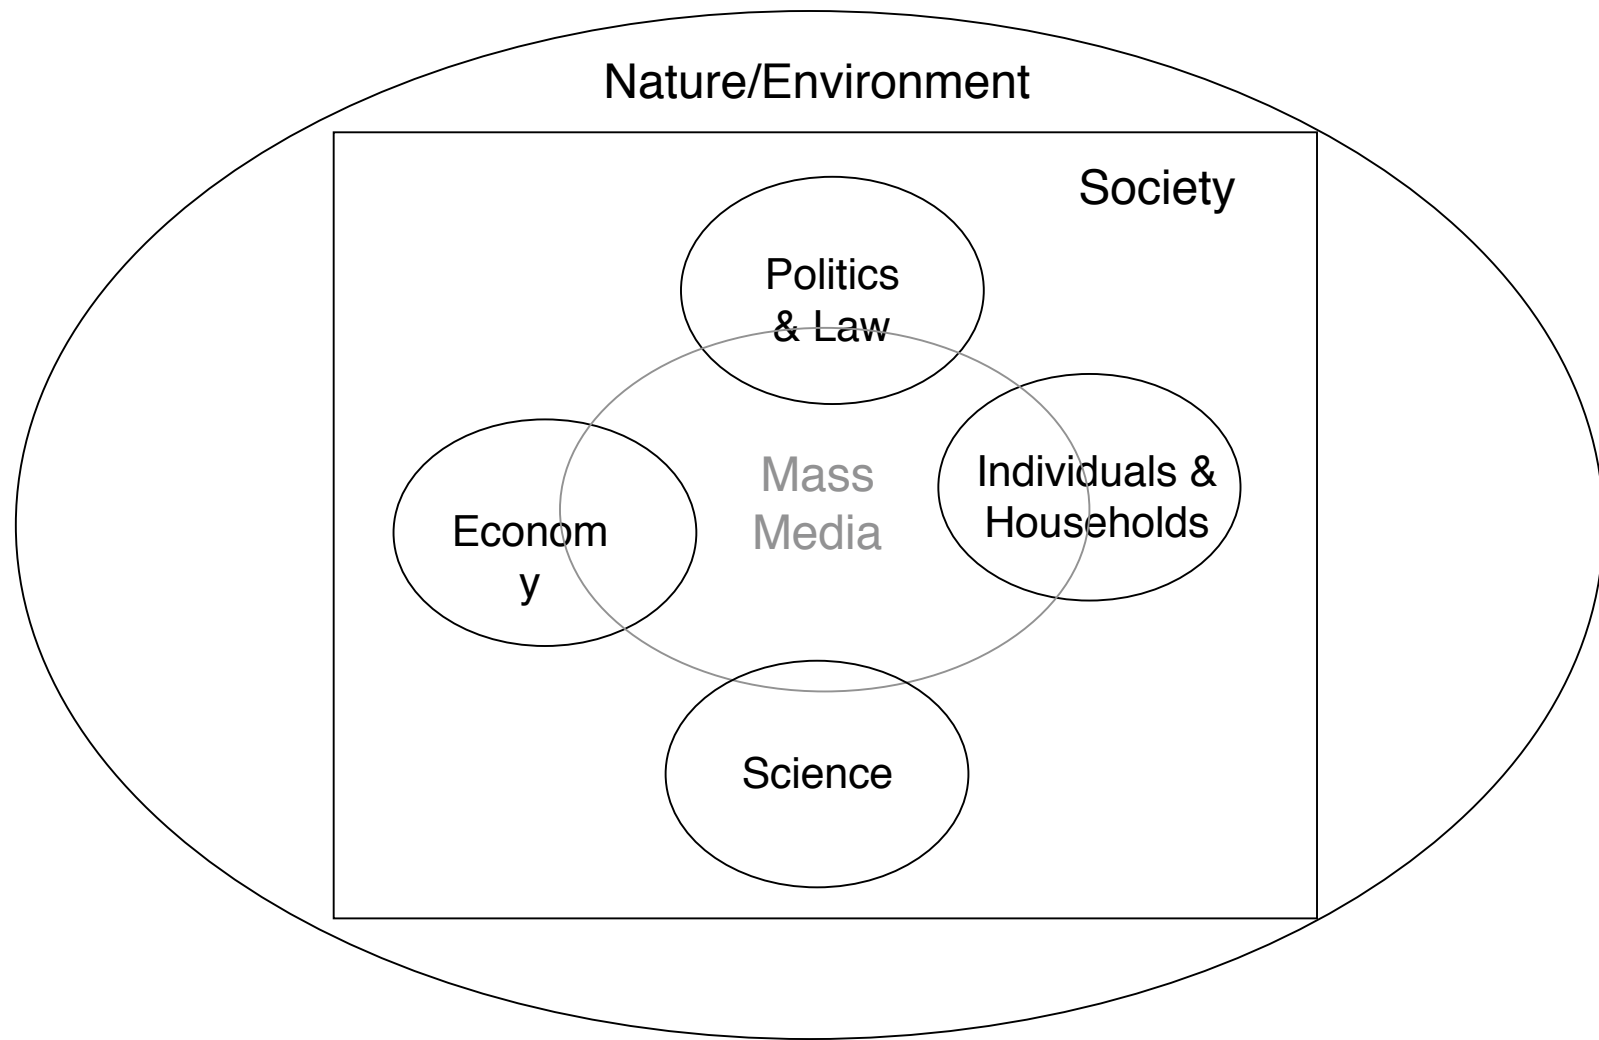 Nature/Environment
Society
Politics
& Law
Mass
Media
Individuals &
Households
Econom
y
Science